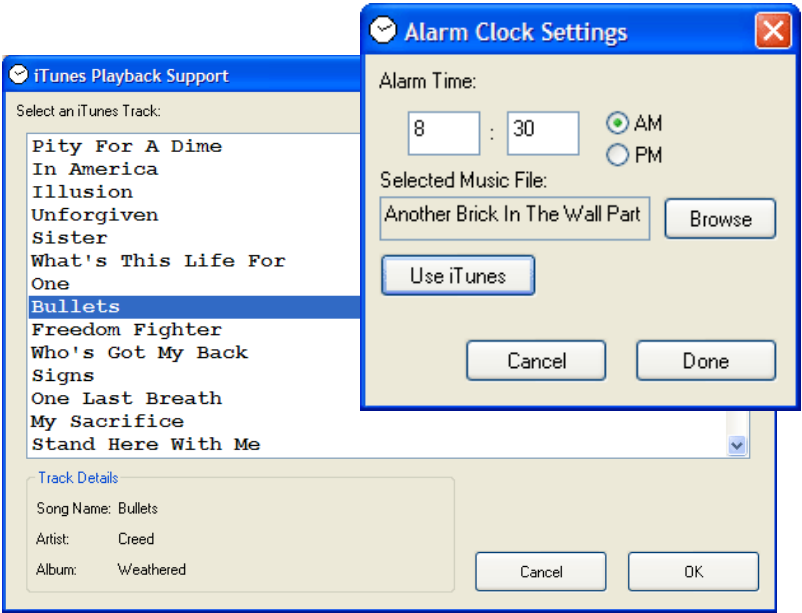 Alarm Clock Settings
Alarm Time:
8 : 30
AM
PM
Selected Music File:
Another Brick In The Wall Part
Browse
Use iTunes
Cancel
Done
iTunes Playback Support
Select an iTunes Track:
Pity For A Dime
In America
Illusion
Unforgiven
Sister
What's This Life For
One
Bullets
Freedom Fighter
Who's Got My Back
Signs
One Last Breath
My Sacrifice
Stand Here With Me
Track Details
Song Name: Bullets
Artist: Creed
Album: Weathered
Cancel
OK